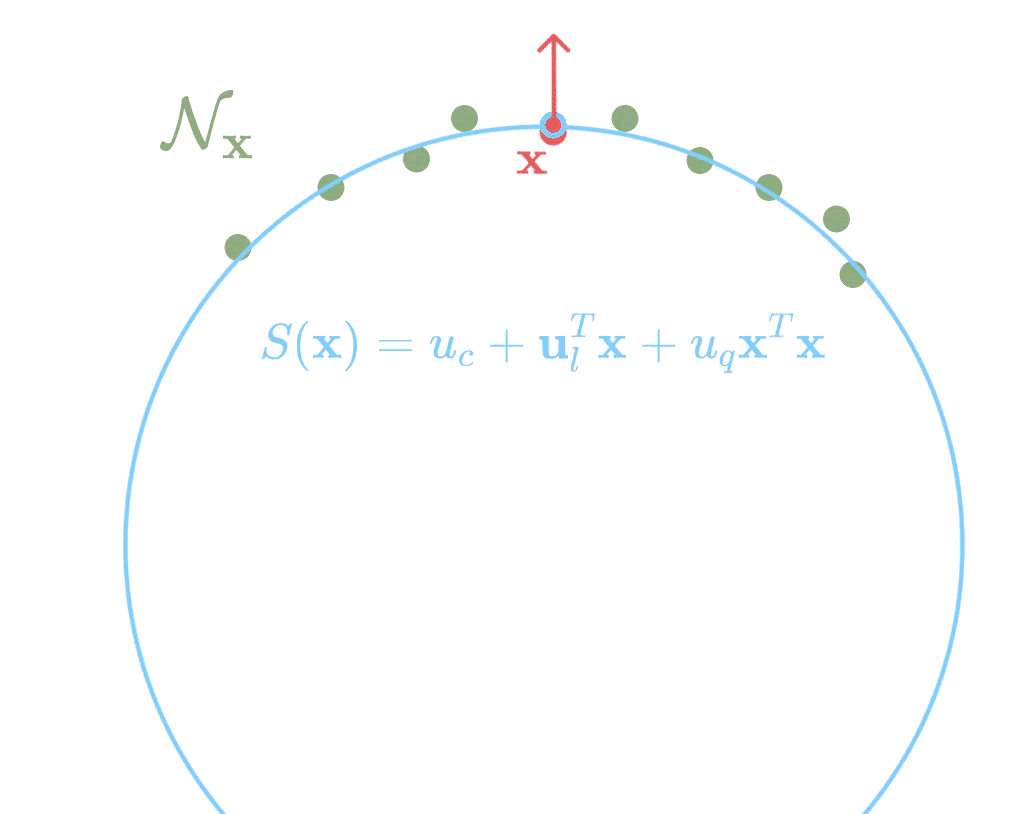 𝒩ₓ
𝐱
S(𝐱) = u_c + 𝐮_l^T 𝐱 + u_q 𝐱^T 𝐱